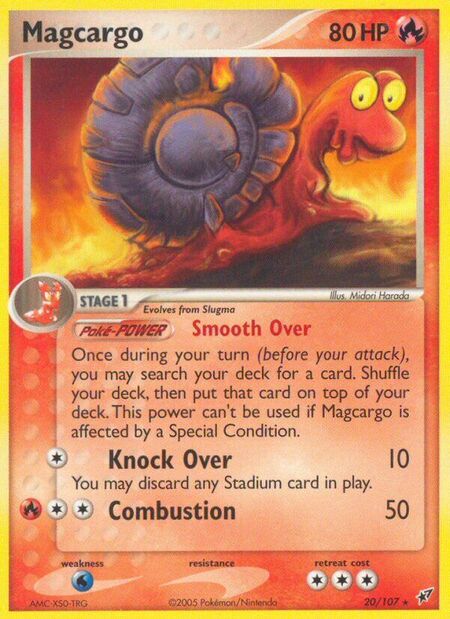 Magcargo 80 HP
Illus. Midori Harada
STAGE 1
Evolves from Slugma
Poké-POWER Smooth Over
Once during your turn (before your attack),
you may search your deck for a card. Shuffle
your deck, then put that card on top of your
deck. This power can't be used if Magcargo is
affected by a Special Condition.
Knock Over 10
You may discard any Stadium card in play.
Combustion 50
weakness resistance retreat cost
AMC-XS0-TRG ©2005 Pokémon/Nintendo 20/107 ★